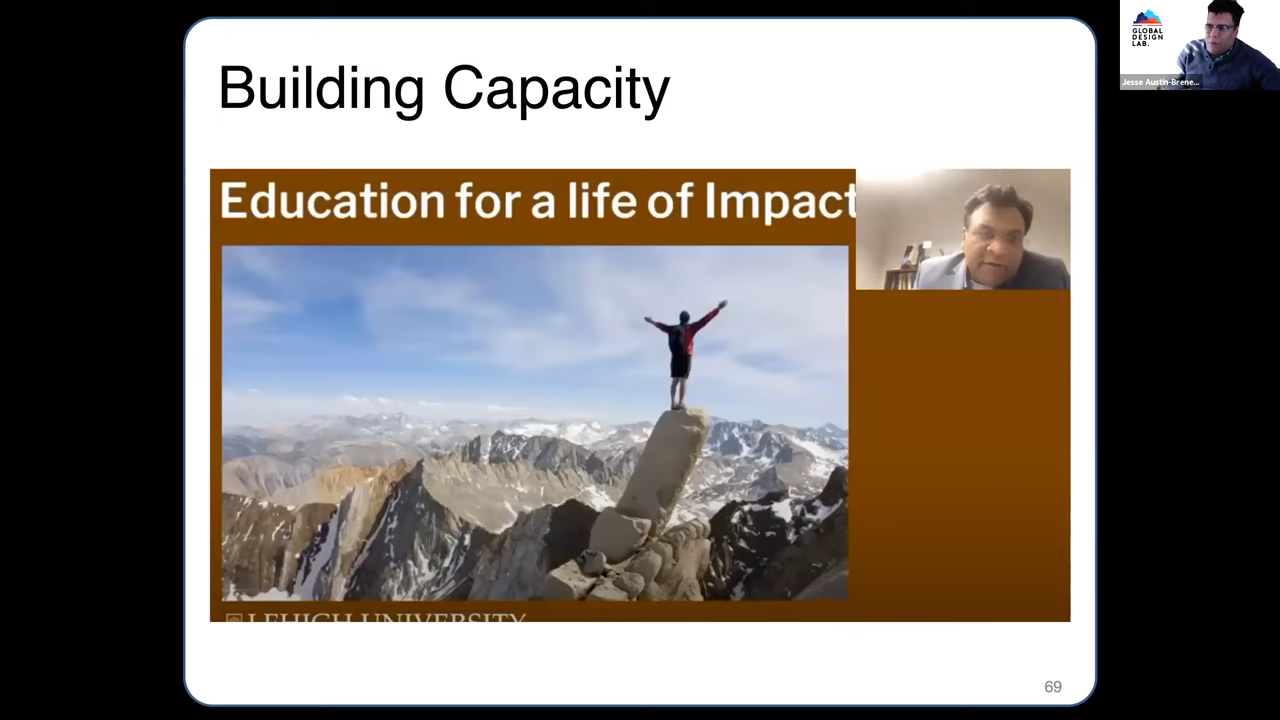 Building Capacity
Education for a life of Impact
LEHIGH UNIVERSITY
69
GLOBAL
DESIGN
LAB.
Jesse Austin-Brene...